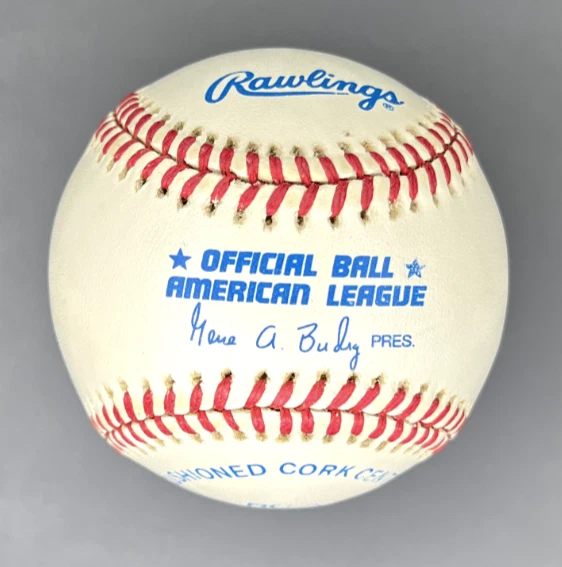 Rawlings®
★ OFFICIAL BALL ★
AMERICAN LEAGUE
Gene A. Budig PRES.
SHIONED CORK CEN